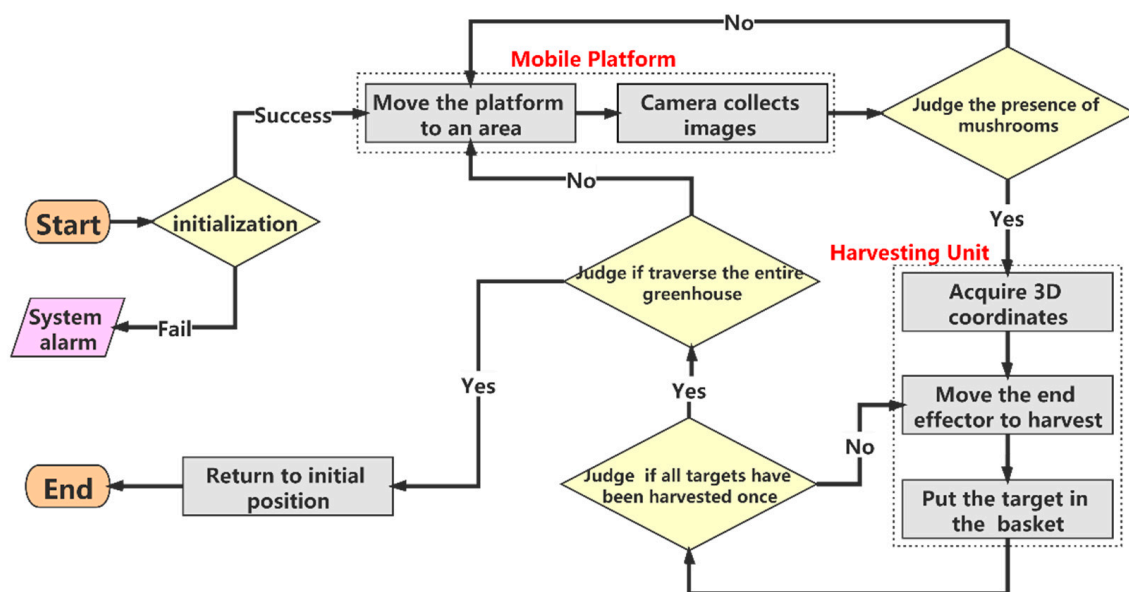 No
Mobile Platform
Success
Move the platform
to an area
Camera collects
images
Judge the presence of
mushrooms
No
Start
initialization
Yes
Judge if traverse the entire
greenhouse
Harvesting Unit
Acquire 3D
coordinates
System
alarm
Fail
Yes
Yes
Move the end
effector to harvest
No
Judge if all targets have
been harvested once
End
Return to initial
position
Put the target in
the basket